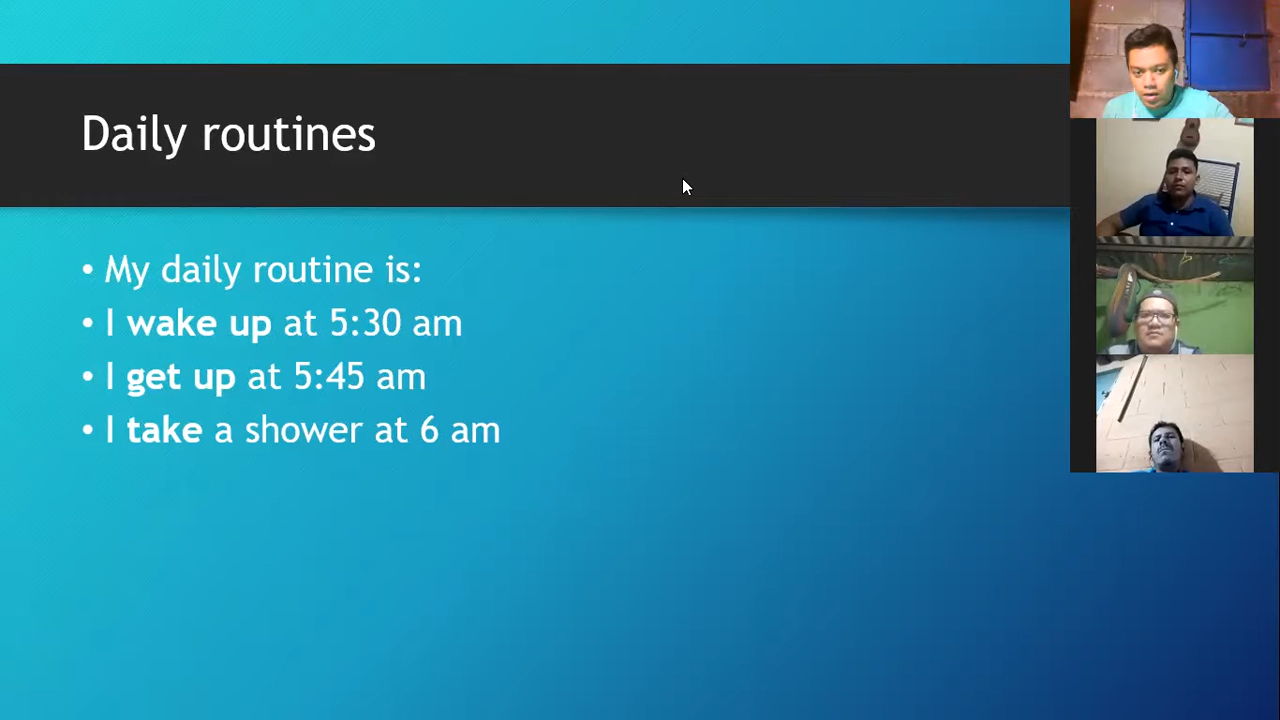 Daily routines
• My daily routine is:
• I wake up at 5:30 am
• I get up at 5:45 am
• I take a shower at 6 am